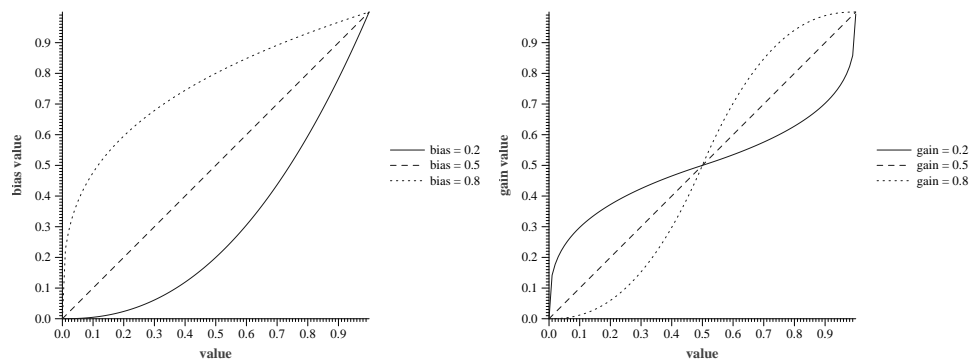 0.9
0.8
0.7
0.6
0.5
0.4
0.3
0.2
0.1
0.0
bias value
0.0 0.1 0.2 0.3 0.4 0.5 0.6 0.7 0.8 0.9
value
bias = 0.2
bias = 0.5
bias = 0.8
0.9
0.8
0.7
0.6
0.5
0.4
0.3
0.2
0.1
0.0
gain value
0.0 0.1 0.2 0.3 0.4 0.5 0.6 0.7 0.8 0.9
value
gain = 0.2
gain = 0.5
gain = 0.8